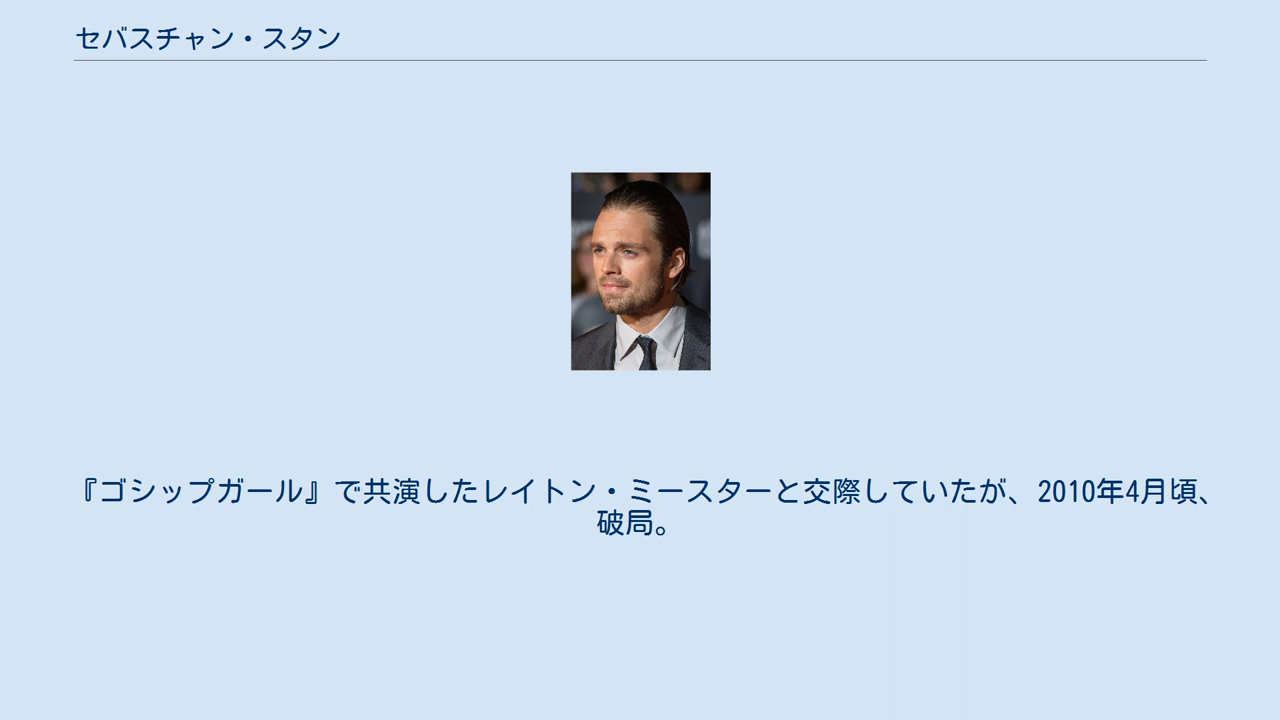 セバスチャン・スタン
『ゴシップガール』で共演したレイトン・ミースターと交際していたが、2010年4月頃、
破局。